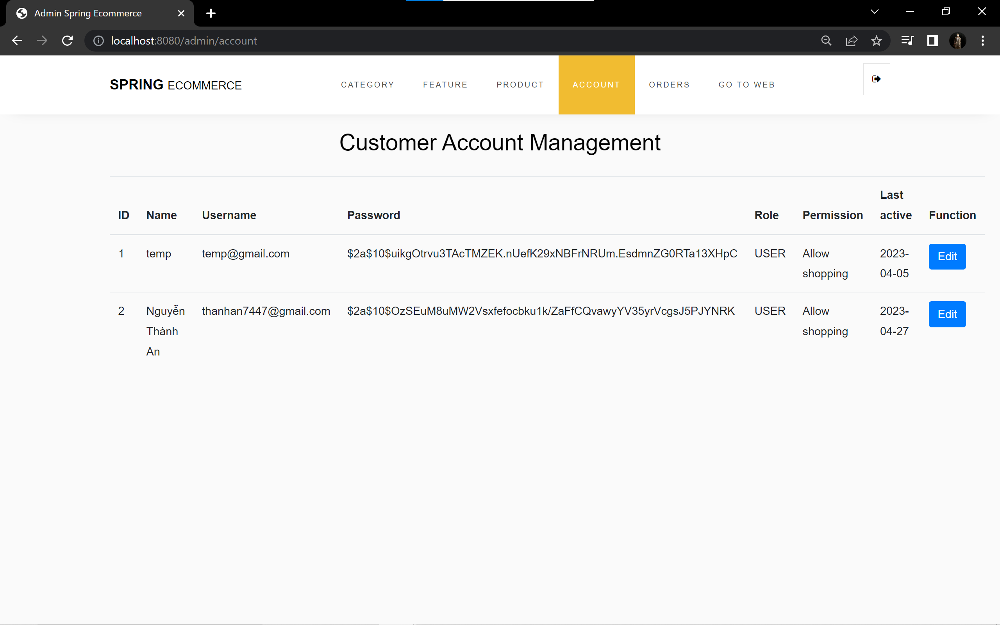 Admin Spring Ecommerce
localhost:8080/admin/account
SPRING ECOMMERCE
CATEGORY
FEATURE
PRODUCT
ACCOUNT
ORDERS
GO TO WEB
Customer Account Management
ID Name Username Password Role Permission Last active Function
1 temp temp@gmail.com $2a$10$uikgOtrvu3TAcTMZEK.nUefK29xNBFrNRUm.EsdmnZG0RTa13XHpC USER Allow 2023- Edit
shopping 04-05
2 Nguyễn thanhan7447@gmail.com $2a$10$OzSEuM8uMW2Vsxfefocbku1k/ZaFfCQvawyYV35yrVcgsJ5PJYNRK USER Allow 2023- Edit
Thành shopping 04-27
An